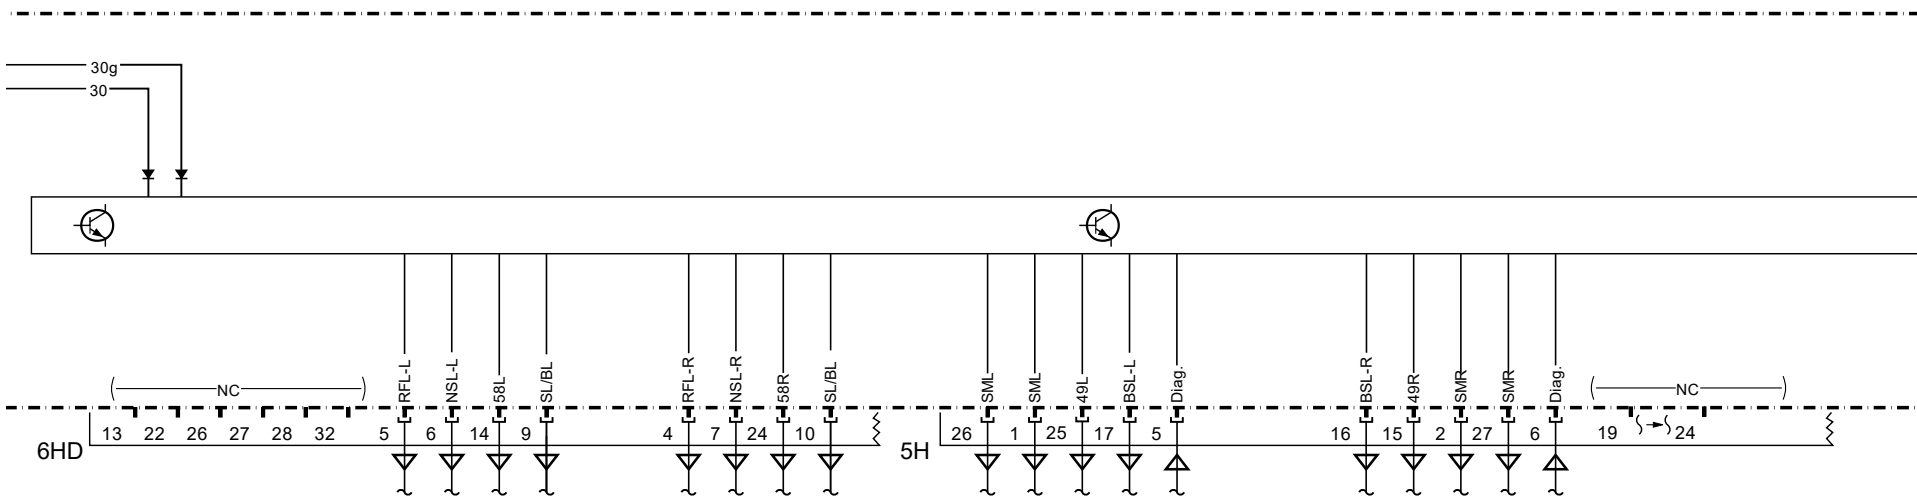 30g
30
RFL-L
NSL-L
58L
SL/BL
RFL-R
NSL-R
58R
SL/BL
SML
SML
49L
BSL-L
Diag.
BSL-R
49R
SMR
SMR
Diag.
( NC )
( NC )
13 22 26 27 28 32 5 6 14 9 4 7 24 10
26 1 25 17 5 16 15 2 27 6 19 24
6HD
5H